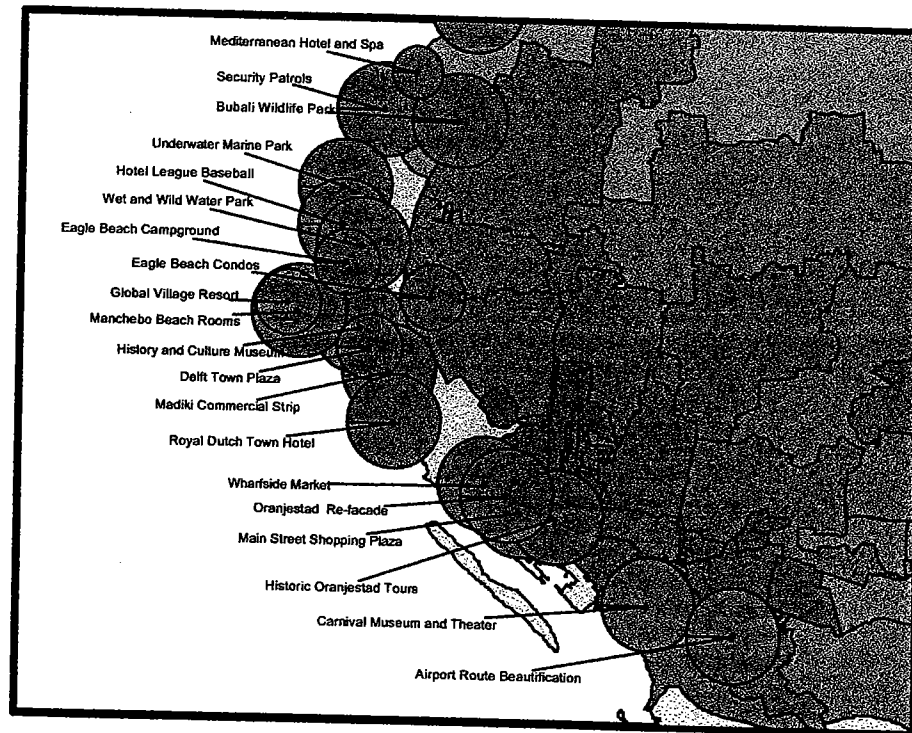 Mediterranean Hotel and Spa
Security Patrols
Bubali Wildlife Park
Underwater Marine Park
Hotel League Baseball
Wet and Wild Water Park
Eagle Beach Campground
Eagle Beach Condos
Global Village Resort
Manchebo Beach Rooms
History and Culture Museum
Delft Town Plaza
Madiki Commercial Strip
Royal Dutch Town Hotel
Wharfside Market
Oranjestad Re-facade
Main Street Shopping Plaza
Historic Oranjestad Tours
Carnival Museum and Theater
Airport Route Beautification